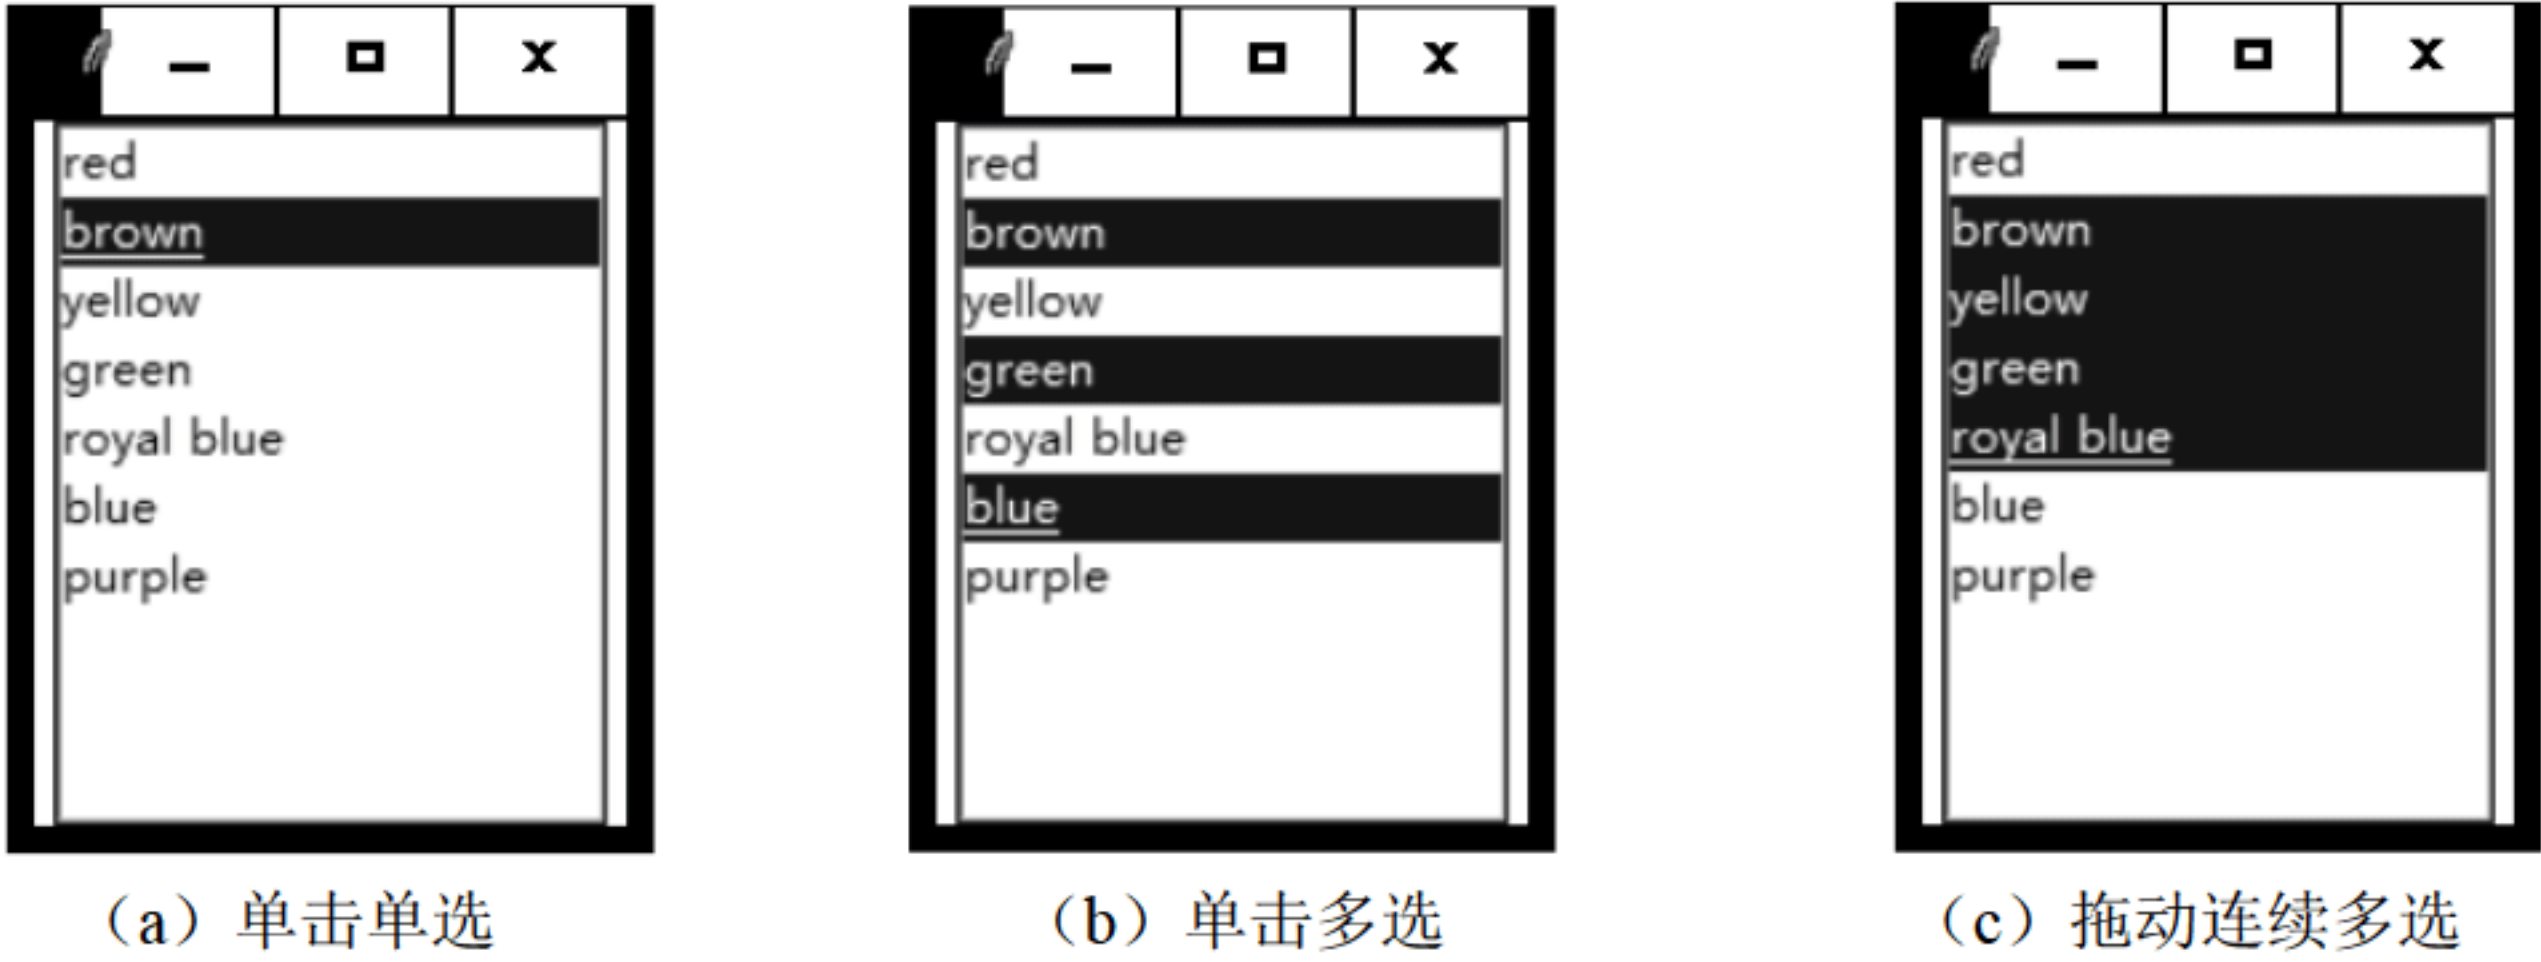 red
brown
yellow
green
royal blue
blue
purple
(a)单击单选
red
brown
yellow
green
royal blue
blue
purple
(b)单击多选
red
brown
yellow
green
royal blue
blue
purple
(c)拖动连续多选